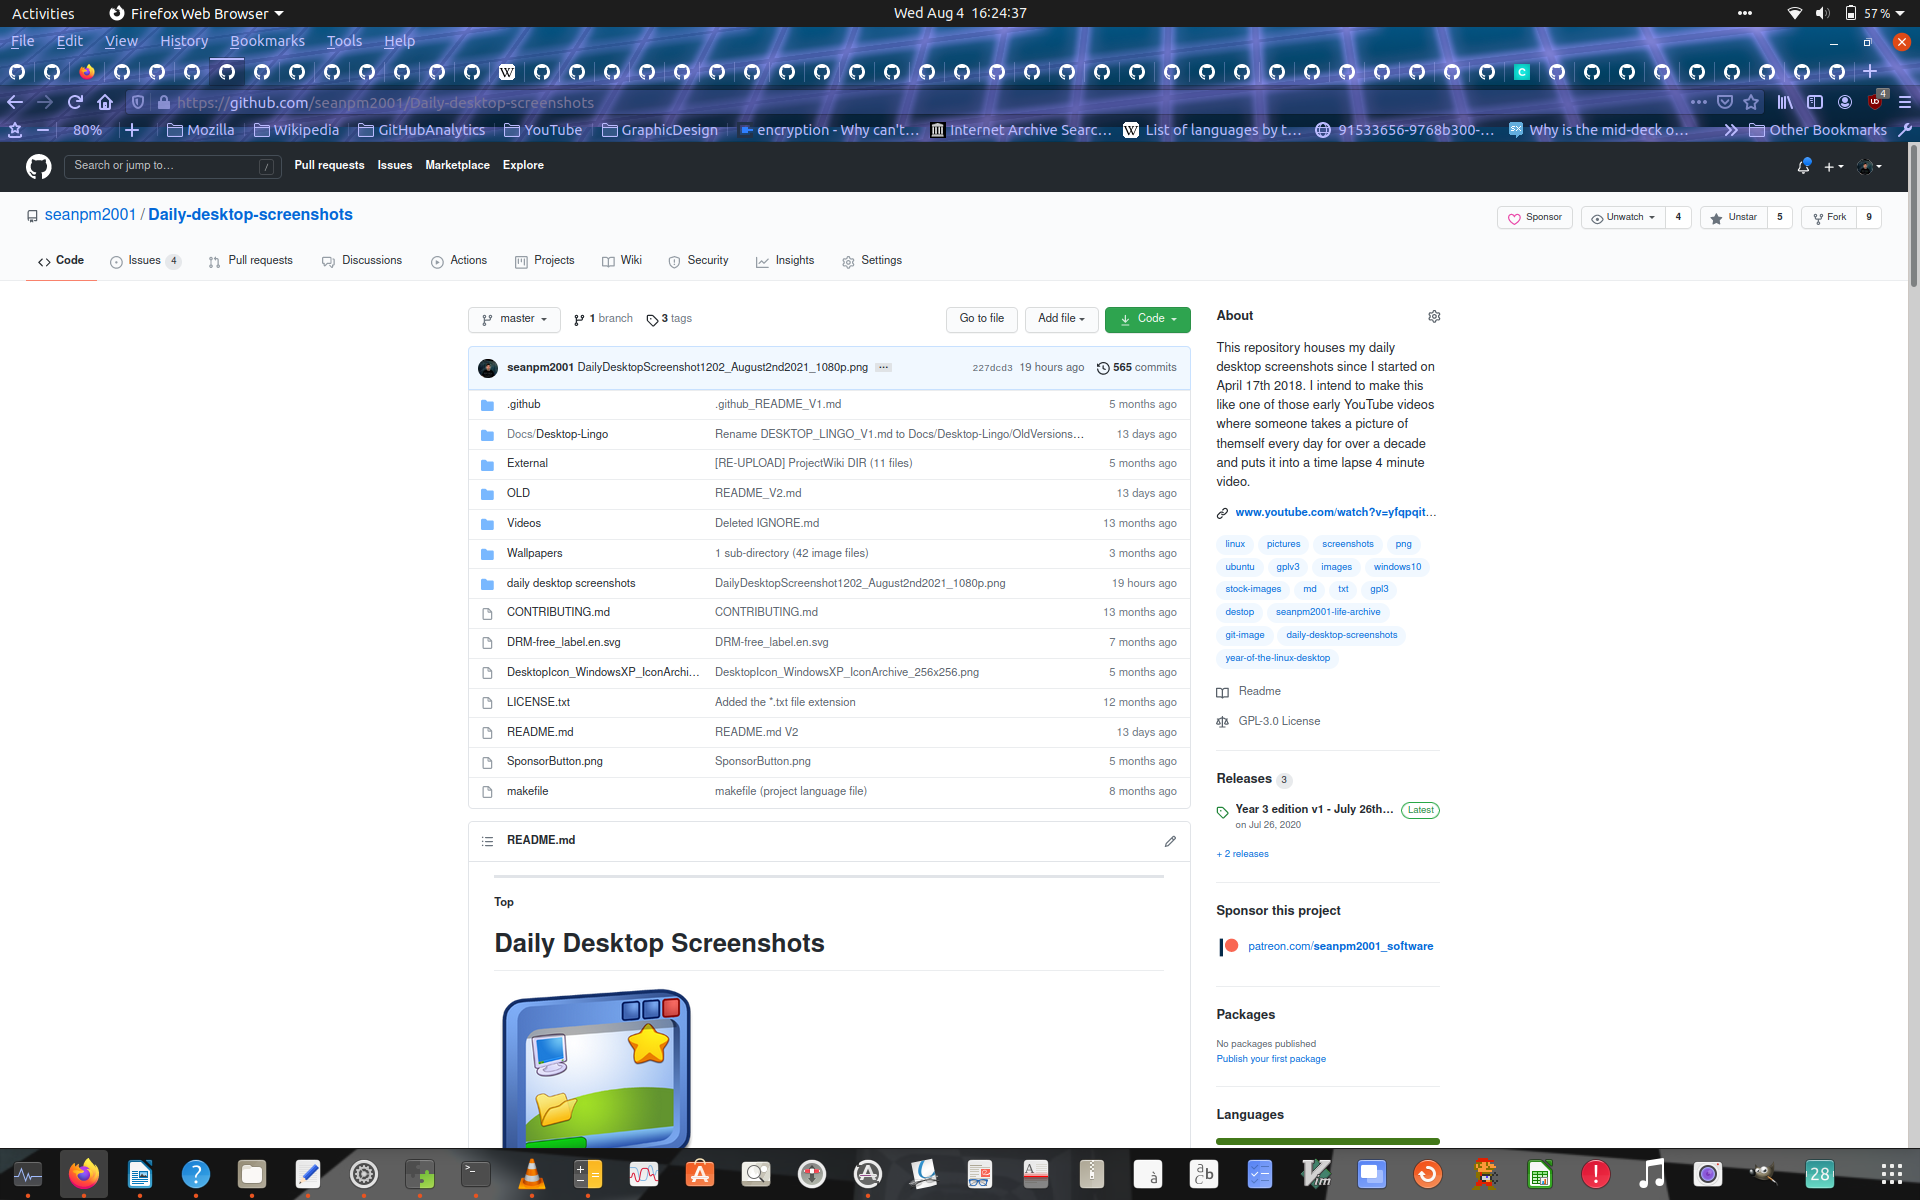 Activities Firefox Web Browser Wed Aug 4 16:24:37 57 %
File Edit View History Bookmarks Tools Help
https://github.com/seanpm2001/Daily-desktop-screenshots 4
80% Mozilla Wikipedia GitHubAnalytics YouTube GraphicDesign encryption - Why can't… Internet Archive Searc… List of languages by t… 91533656-9768b300-… Why is the mid-deck o… Other Bookmarks
Search or jump to… / Pull requests Issues Marketplace Explore
seanpm2001 / Daily-desktop-screenshots Sponsor Unwatch 4 Unstar 5 Fork 9
Code Issues 4 Pull requests Discussions Actions Projects Wiki Security Insights Settings
master 1 branch 3 tags Go to file Add file Code
seanpm2001 DailyDesktopScreenshot1202_August2nd2021_1080p.png ... 227dcd3 19 hours ago 565 commits
.github .github_README_V1.md 5 months ago
Docs/Desktop-Lingo Rename DESKTOP_LINGO_V1.md to Docs/Desktop-Lingo/OldVersions… 13 days ago
External [RE-UPLOAD] ProjectWiki DIR (11 files) 5 months ago
OLD README_V2.md 13 days ago
Videos Deleted IGNORE.md 13 months ago
Wallpapers 1 sub-directory (42 image files) 3 months ago
daily desktop screenshots DailyDesktopScreenshot1202_August2nd2021_1080p.png 19 hours ago
CONTRIBUTING.md CONTRIBUTING.md 13 months ago
DRM-free_label.en.svg DRM-free_label.en.svg 7 months ago
DesktopIcon_WindowsXP_IconArchi… DesktopIcon_WindowsXP_IconArchive_256x256.png 5 months ago
LICENSE.txt Added the *.txt file extension 12 months ago
README.md README.md V2 13 days ago
SponsorButton.png SponsorButton.png 5 months ago
makefile makefile (project language file) 8 months ago
README.md
Top
Daily Desktop Screenshots
About
This repository houses my daily
desktop screenshots since I started on
April 17th 2018. I intend to make this
like one of those early YouTube videos
where someone takes a picture of
themself every day for over a decade
and puts it into a time lapse 4 minute
video.
www.youtube.com/watch?v=yfqpqit…
linux pictures screenshots png
ubuntu gplv3 images windows10
stock-images md txt gpl3
destop seanpm2001-life-archive
git-image daily-desktop-screenshots
year-of-the-linux-desktop
Readme
GPL-3.0 License
Releases 3
Year 3 edition v1 - July 26th… Latest
on Jul 26, 2020
+ 2 releases
Sponsor this project
patreon.com/seanpm2001_software
Packages
No packages published
Publish your first package
Languages
28